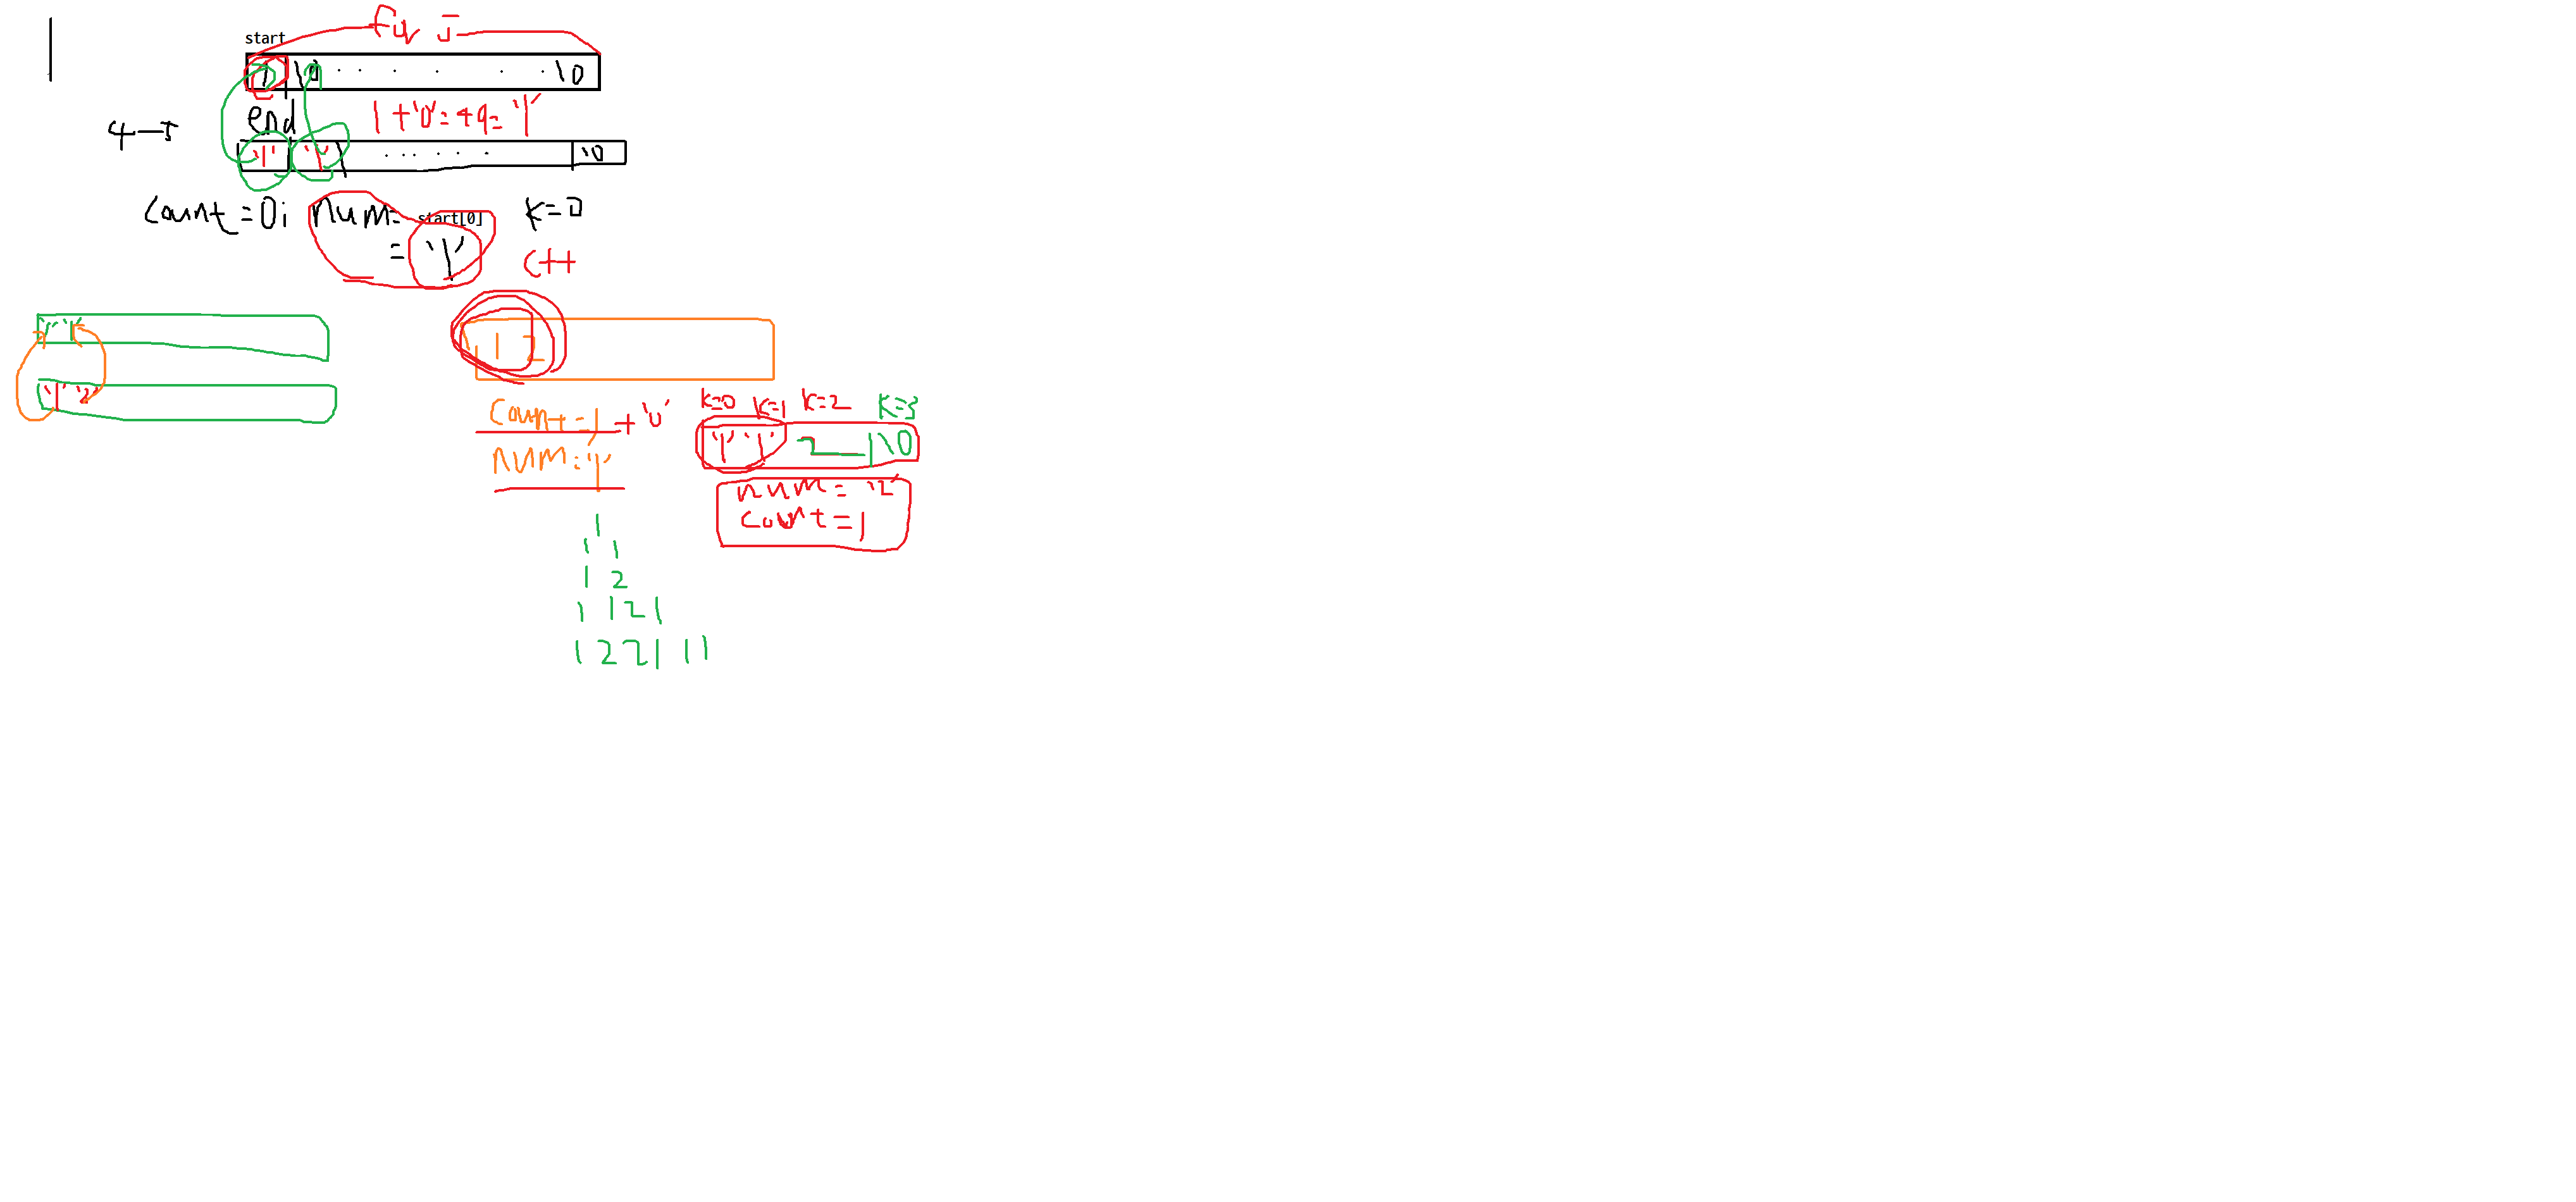 for j
start
1 \0 · · · · · · \0
end 1+'0'=49='1'
4-5
'1' '1' · · · · · \0
count=0; num= start[0] k=0
= '1'
C++
'1' '1'
1 2
'1' '2'
k=0 k=1 k=2 k=3
count=1 + '0'
'1' '1' 2 1 \0
num='1'
num= '2'
count=1
1
1 1
1 2
1 1 2 1
1 2 2 1 1 1